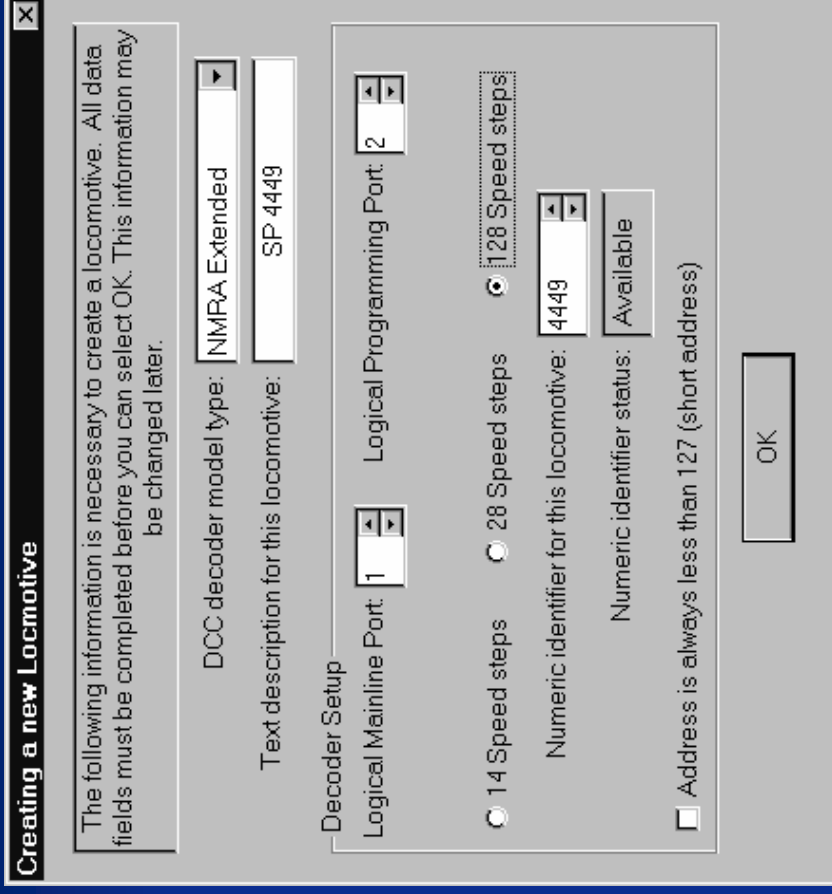 Creating a new Locmotive
The following information is necessary to create a locomotive. All data
fields must be completed before you can select OK. This information may
be changed later.
DCC decoder model type: NMRA Extended
Text description for this locomotive: SP 4449
Decoder Setup
Logical Mainline Port: 1 Logical Programming Port: 2
14 Speed steps 28 Speed steps 128 Speed steps
Numeric identifier for this locomotive: 4449
Numeric identifier status: Available
Address is always less than 127 (short address)
OK